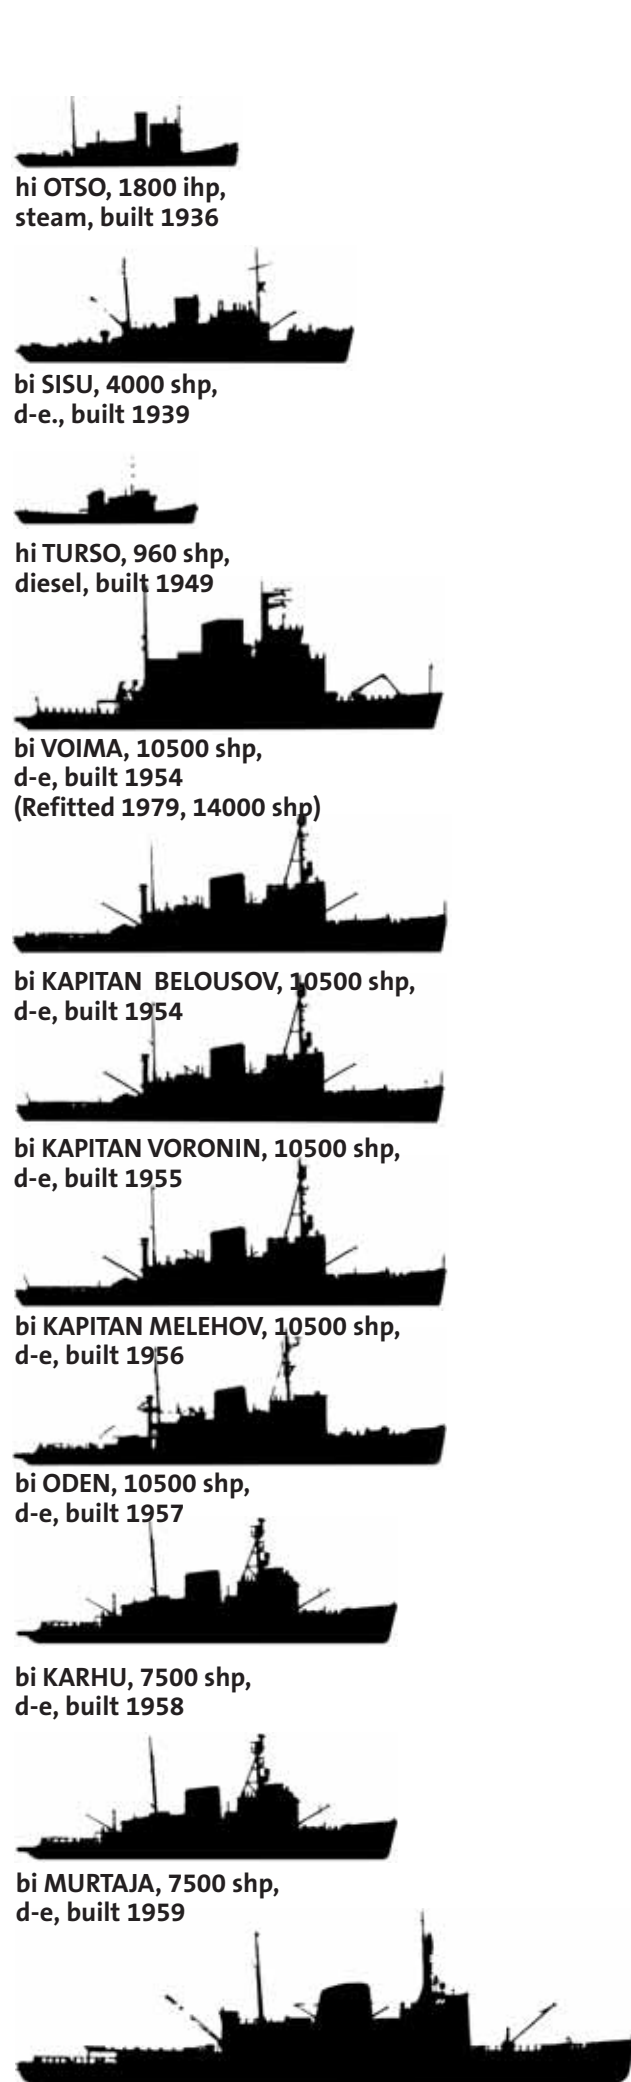 hi OTSO, 1800 ihp,
steam, built 1936
bi SISU, 4000 shp,
d-e., built 1939
hi TURSO, 960 shp,
diesel, built 1949
bi VOIMA, 10500 shp,
d-e, built 1954
(Refitted 1979, 14000 shp)
bi KAPITAN  BELOUSOV, 10500 shp,
d-e, built 1954
bi KAPITAN VORONIN, 10500 shp,
d-e, built 1955
bi KAPITAN MELEHOV, 10500 shp,
d-e, built 1956
bi ODEN, 10500 shp,
d-e, built 1957
bi KARHU, 7500 shp,
d-e, built 1958
bi MURTAJA, 7500 shp,
d-e, built 1959